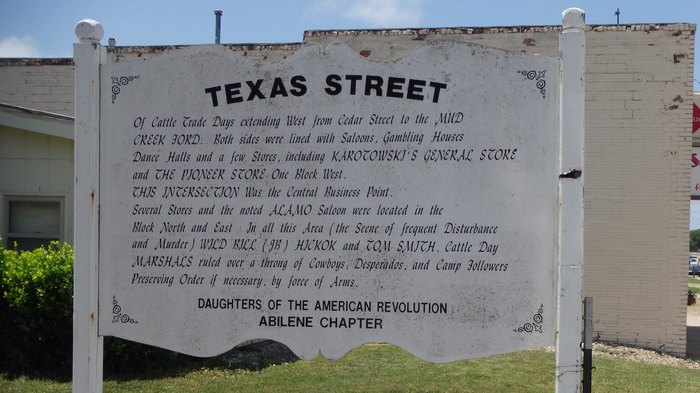 TEXAS STREET
Of Cattle Trade Days extending West from Cedar Street to the MUD
CREEK FORD. Both sides were lined with Saloons, Gambling Houses
Dance Halls and a few Stores, including KAROTOWSKI'S GENERAL STORE
and THE PIONEER STORE One Block West.
THIS INTERSECTION Was the Central Business Point.
Several Stores and the noted ALAMO Saloon were located in the
Block North and East. In all this Area (the Scene of frequent Disturbance
and Murder) WILD BILL (JB) HICKOK and TOM SMITH, Cattle Day
MARSHALS ruled over a throng of Cowboys, Desperados, and Camp Followers
Preserving Order if necessary, by force of Arms.
DAUGHTERS OF THE AMERICAN REVOLUTION
ABILENE CHAPTER